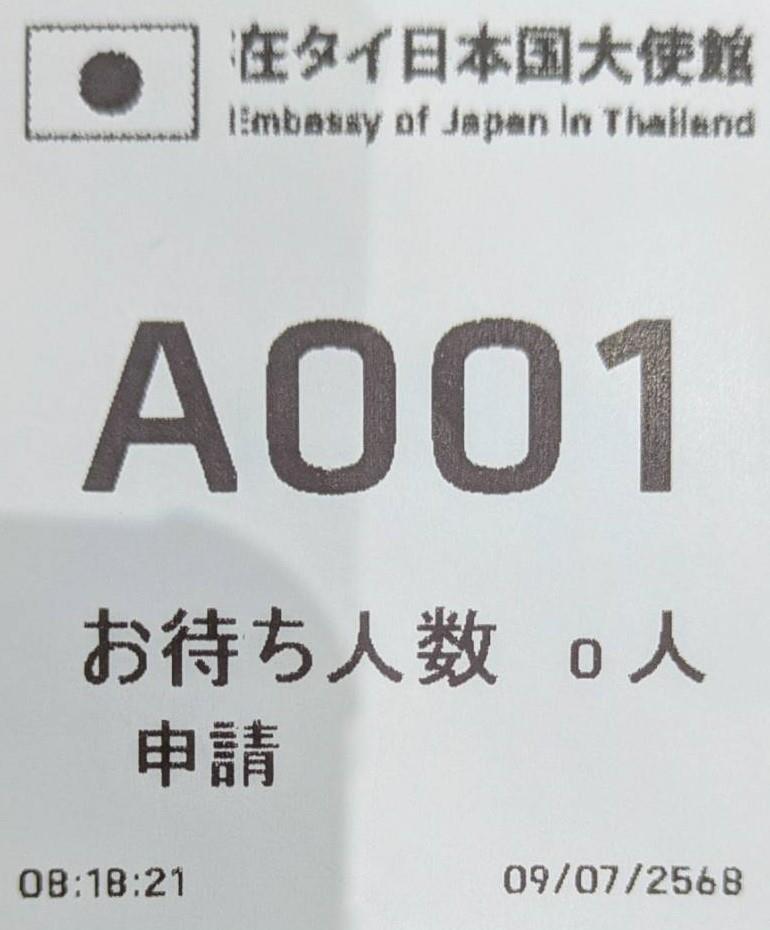 在タイ日本国大使館
Embassy of Japan in Thailand
A001
お待ち人数 0人
申請
08:18:21 09/07/2568